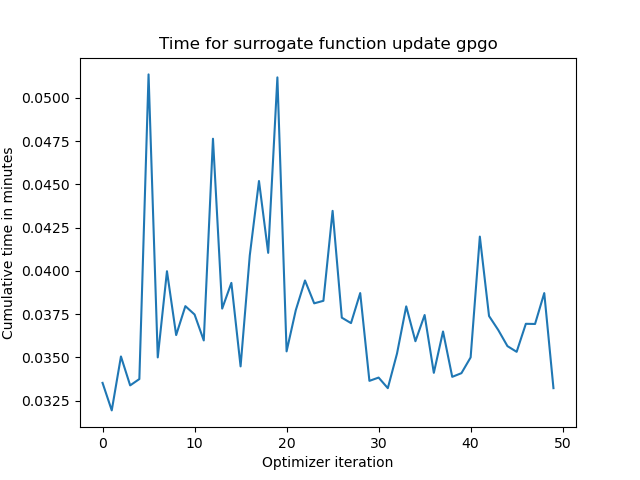 Time for surrogate function update gpgo
Cumulative time in minutes
0.0500
0.0475
0.0450
0.0425
0.0400
0.0375
0.0350
0.0325
0 10 20 30 40 50
Optimizer iteration